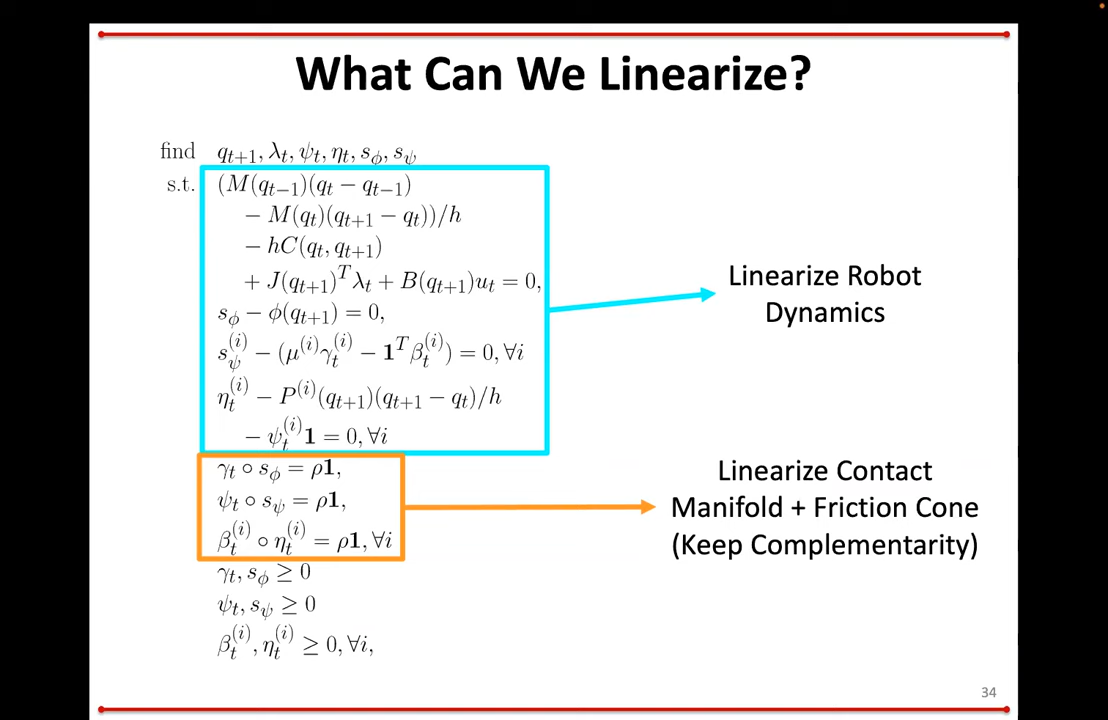 What Can We Linearize?
find q_{t+1}, λ_t, ψ_t, η_t, s_ϕ, s_ψ
s.t. (M(q_{t−1})(q_t − q_{t−1})
− M(q_t)(q_{t+1} − q_t))/h
− hC(q_t, q_{t+1})
+ J(q_{t+1})^T λ_t + B(q_{t+1})u_t = 0,
s_ϕ − ϕ(q_{t+1}) = 0,
s_ψ^{(i)} − (μ^{(i)}γ_t^{(i)} − 𝟏^T β_t^{(i)}) = 0, ∀i
η_t^{(i)} − P^{(i)}(q_{t+1})(q_{t+1} − q_t)/h
− ψ_t^{(i)}𝟏 = 0, ∀i
γ_t ∘ s_ϕ = ρ𝟏,
ψ_t ∘ s_ψ = ρ𝟏,
β_t^{(i)} ∘ η_t^{(i)} = ρ𝟏, ∀i
γ_t, s_ϕ ≥ 0
ψ_t, s_ψ ≥ 0
β_t^{(i)}, η_t^{(i)} ≥ 0, ∀i,
Linearize Robot
Dynamics
Linearize Contact
Manifold + Friction Cone
(Keep Complementarity)
34